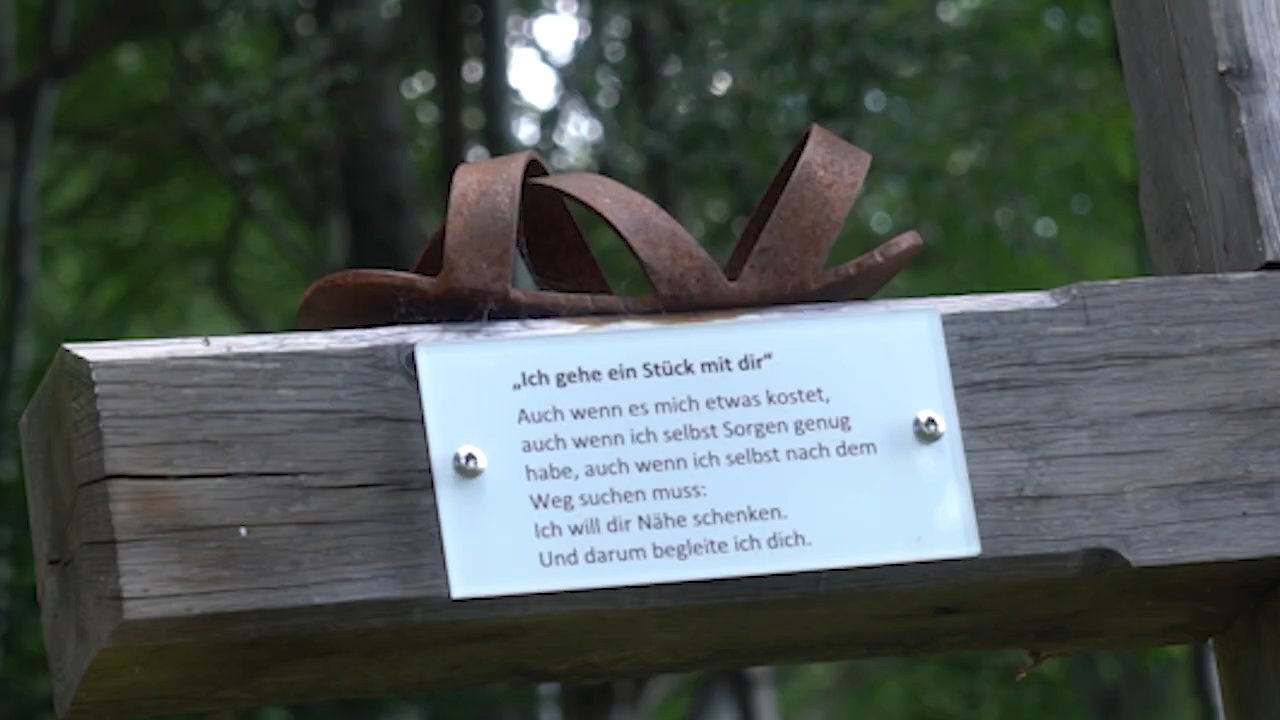 „Ich gehe ein Stück mit dir“
Auch wenn es mich etwas kostet,
auch wenn ich selbst Sorgen genug
habe, auch wenn ich selbst nach dem
Weg suchen muss:
Ich will dir Nähe schenken.
Und darum begleite ich dich.